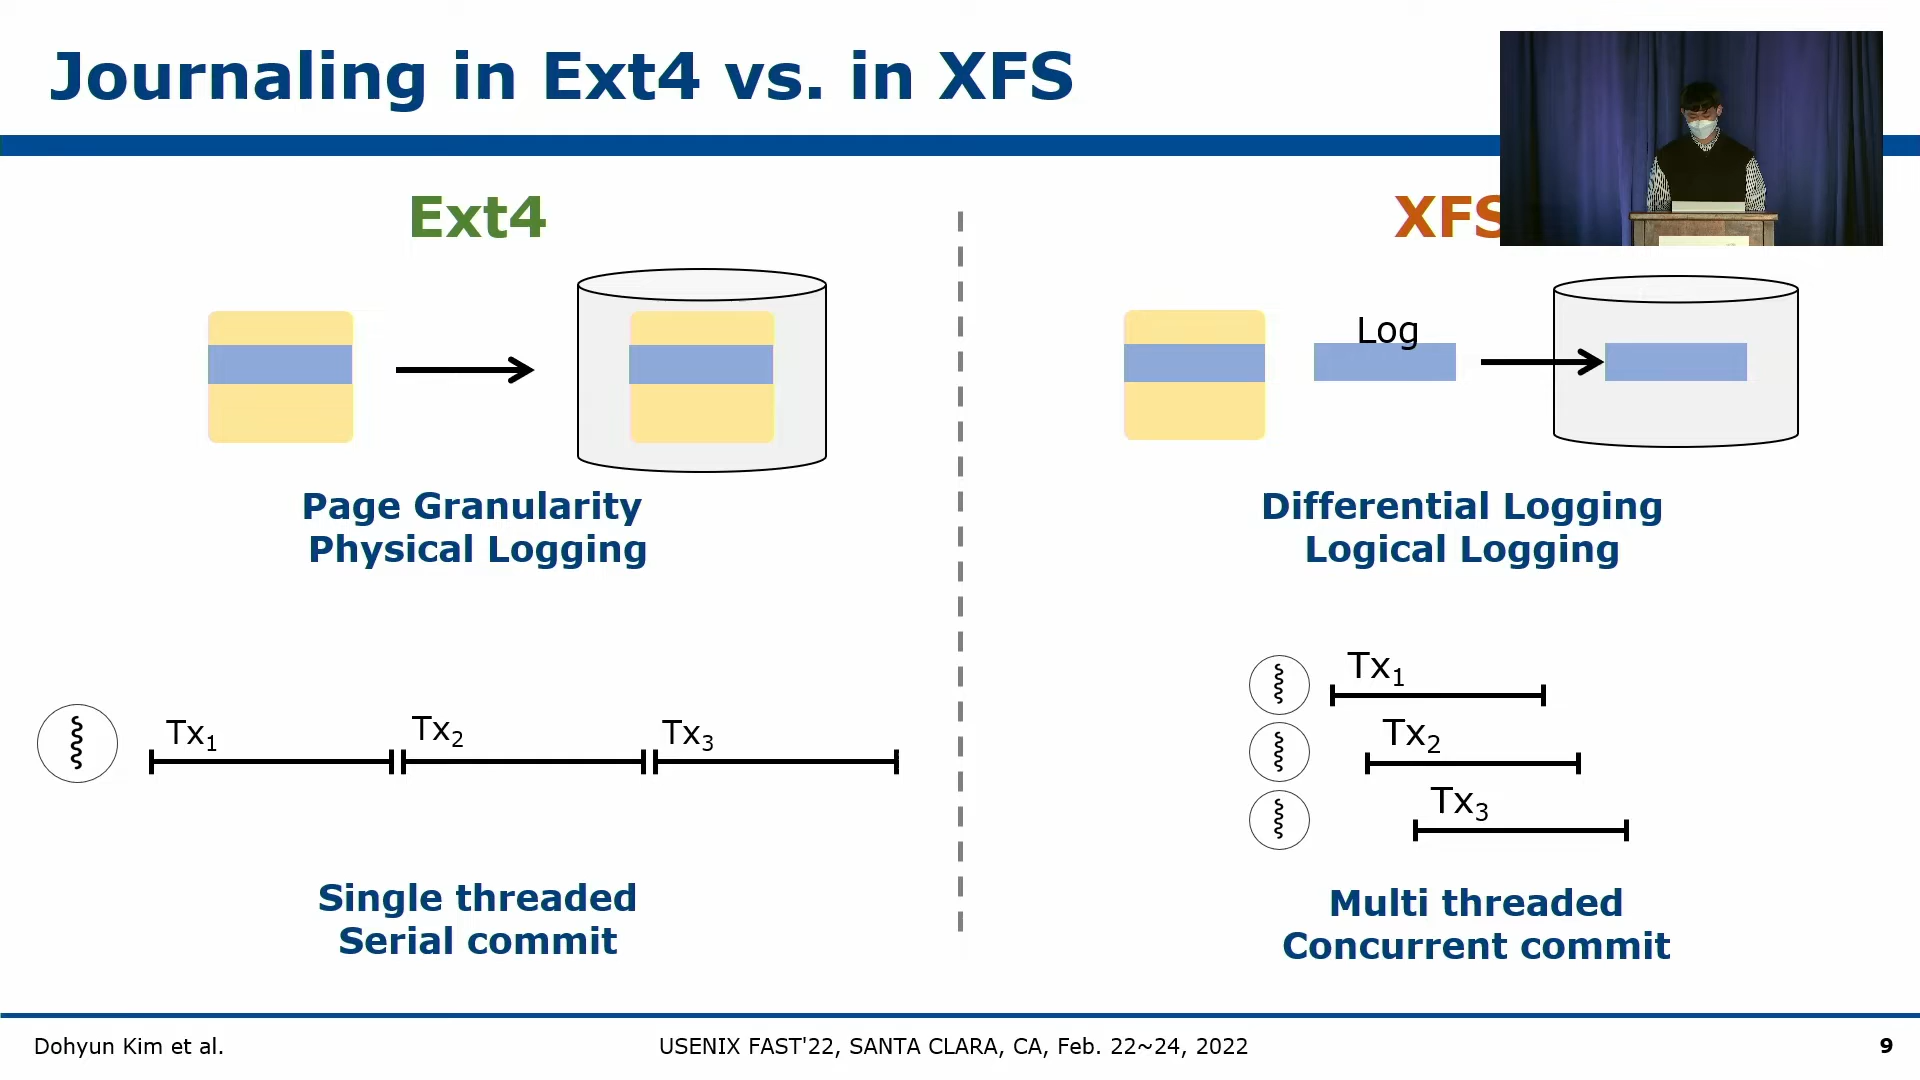 Journaling in Ext4 vs. in XFS
Ext4
Page Granularity
Physical Logging
Tx1
Tx2
Tx3
Single threaded
Serial commit
XFS
Log
Differential Logging
Logical Logging
Tx1
Tx2
Tx3
Multi threaded
Concurrent commit
Dohyun Kim et al.
USENIX FAST'22, SANTA CLARA, CA, Feb. 22~24, 2022
9